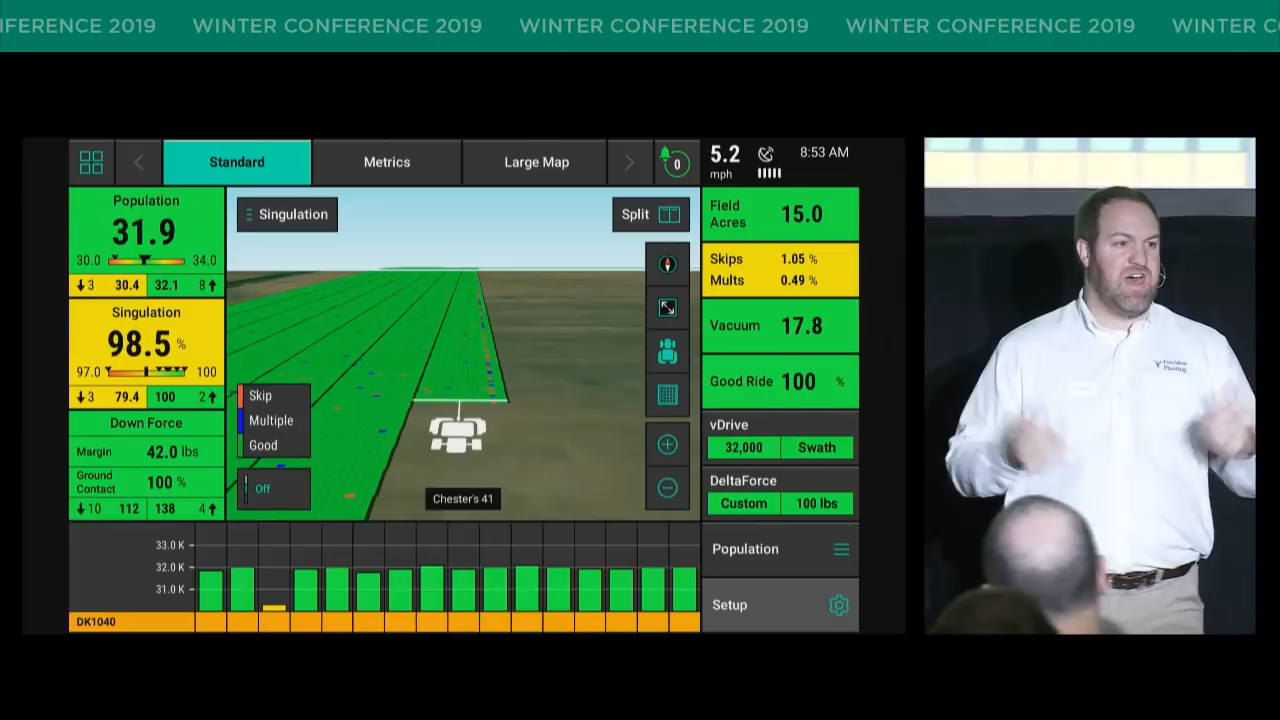 IFERENCE 2019 WINTER CONFERENCE 2019 WINTER CONFERENCE 2019 WINTER CONFERENCE 2019 WINTER C
Standard
Metrics
Large Map
0
5.2
mph
8:53 AM
Population
31.9
30.0 34.0
3 30.4 32.1 8
Singulation
98.5 %
97.0 100
3 79.4 100 2
Down Force
Margin 42.0 lbs
Ground
Contact 100 %
10 112 138 4
Singulation
Split
Skip
Multiple
Good
Off
Chester's 41
Field
Acres 15.0
Skips 1.05 %
Mults 0.49 %
Vacuum 17.8
Good Ride 100 %
vDrive
32,000 Swath
DeltaForce
Custom 100 lbs
Population
Setup
33.0 K
32.0 K
31.0 K
DK1040
Precision
Planting